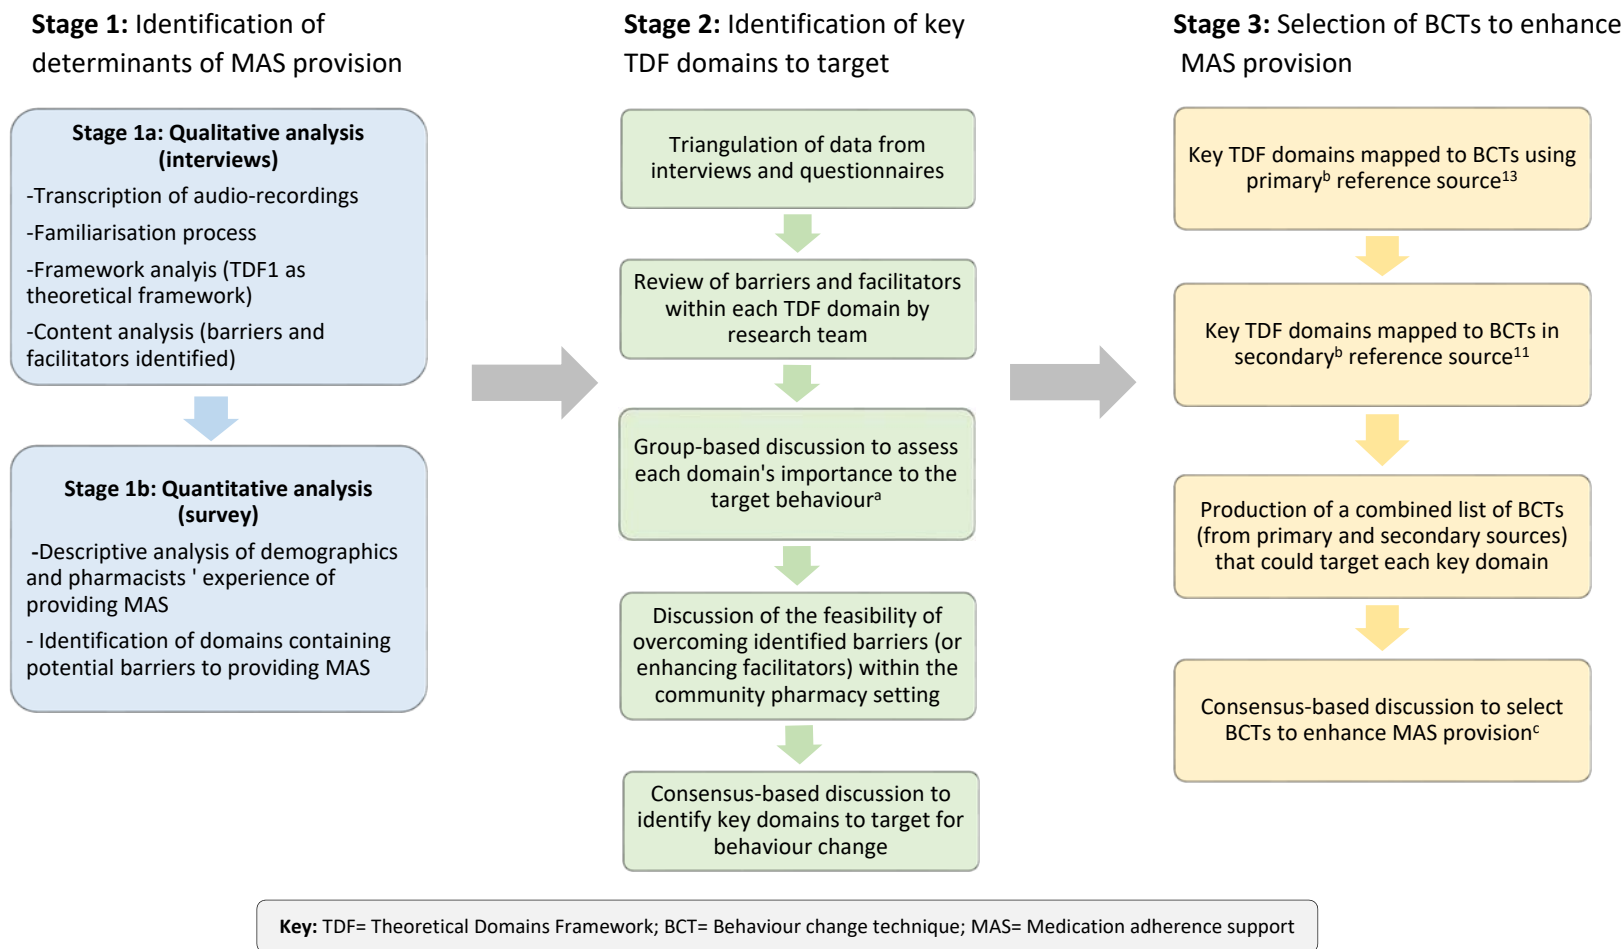 Stage 1: Identification of
determinants of MAS provision
Stage 1a: Qualitative analysis
(interviews)
-Transcription of audio-recordings
-Familiarisation process
-Framework analyis (TDF1 as
theoretical framework)
-Content analysis (barriers and
facilitators identified)
Stage 1b: Quantitative analysis
(survey)
-Descriptive analysis of demographics
and pharmacists ' experience of
providing MAS
- Identification of domains containing
potential barriers to providing MAS
Stage 2: Identification of key
TDF domains to target
Triangulation of data from
interviews and questionnaires
Review of barriers and facilitators
within each TDF domain by
research team
Group-based discussion to assess
each domain's importance to the
target behaviourᵃ
Discussion of the feasibility of
overcoming identified barriers (or
enhancing facilitators) within the
community pharmacy setting
Consensus-based discussion to
identify key domains to target for
behaviour change
Stage 3: Selection of BCTs to enhance
MAS provision
Key TDF domains mapped to BCTs using
primaryᵇ reference source¹³
Key TDF domains mapped to BCTs in
secondaryᵇ reference source¹¹
Production of a combined list of BCTs
(from primary and secondary sources)
that could target each key domain
Consensus-based discussion to select
BCTs to enhance MAS provisionᶜ
Key: TDF= Theoretical Domains Framework; BCT= Behaviour change technique; MAS= Medication adherence support